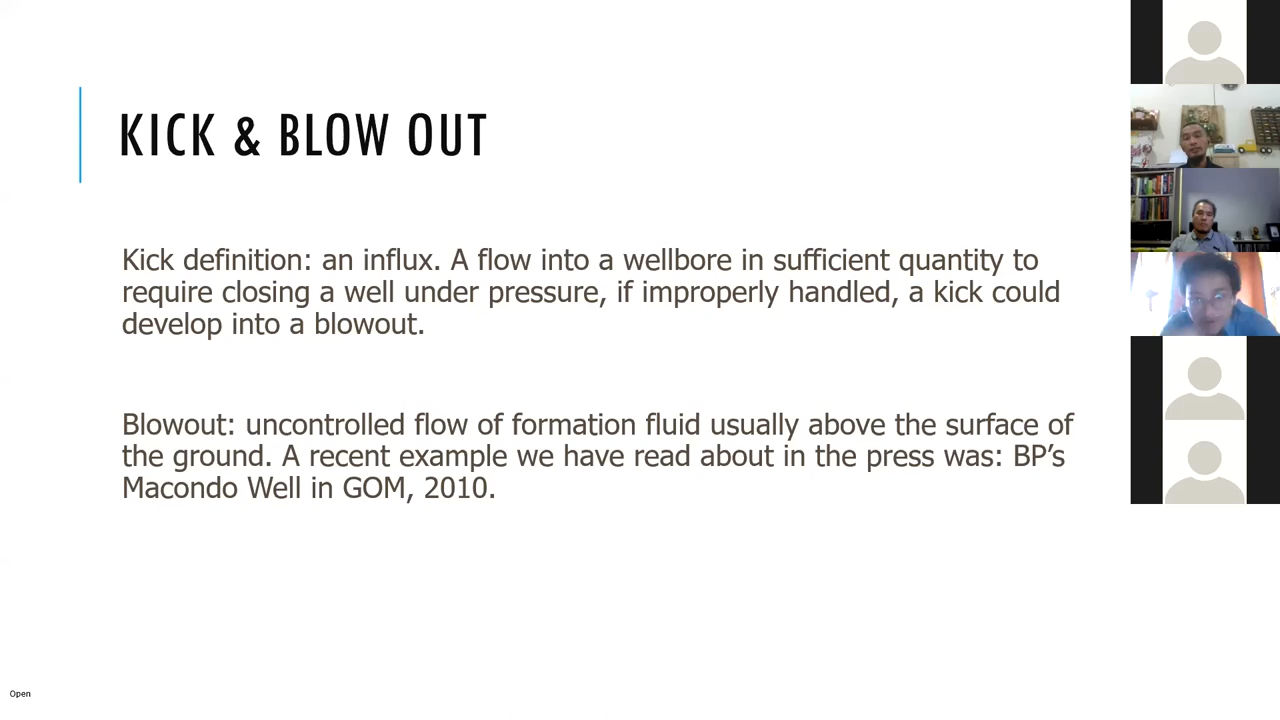 KICK & BLOW OUT
Kick definition: an influx. A flow into a wellbore in sufficient quantity to
require closing a well under pressure, if improperly handled, a kick could
develop into a blowout.
Blowout: uncontrolled flow of formation fluid usually above the surface of
the ground. A recent example we have read about in the press was: BP’s
Macondo Well in GOM, 2010.
Open